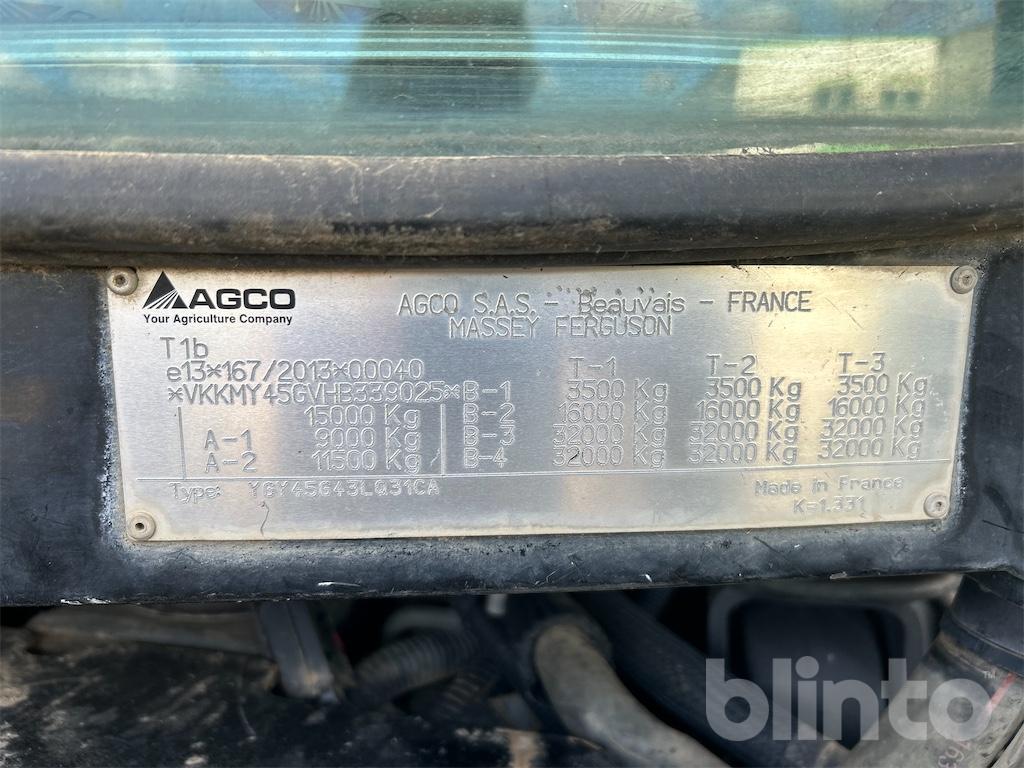 AGCO
Your Agriculture Company
AGCO S.A.S. - Beauvais - FRANCE
MASSEY FERGUSON
T1b
e13*167/2013*00040 T-1 T-2 T-3
*VKKMY45GVHB339025* B-1 3500 Kg 3500 Kg 3500 Kg
15000 Kg B-2 16000 Kg 16000 Kg 16000 Kg
A-1 9000 Kg B-3 32000 Kg 32000 Kg 32000 Kg
A-2 11500 Kg B-4 32000 Kg 32000 Kg 32000 Kg
Type: YGY45G43LQ31CA Made in France
K=1.331
blinto™